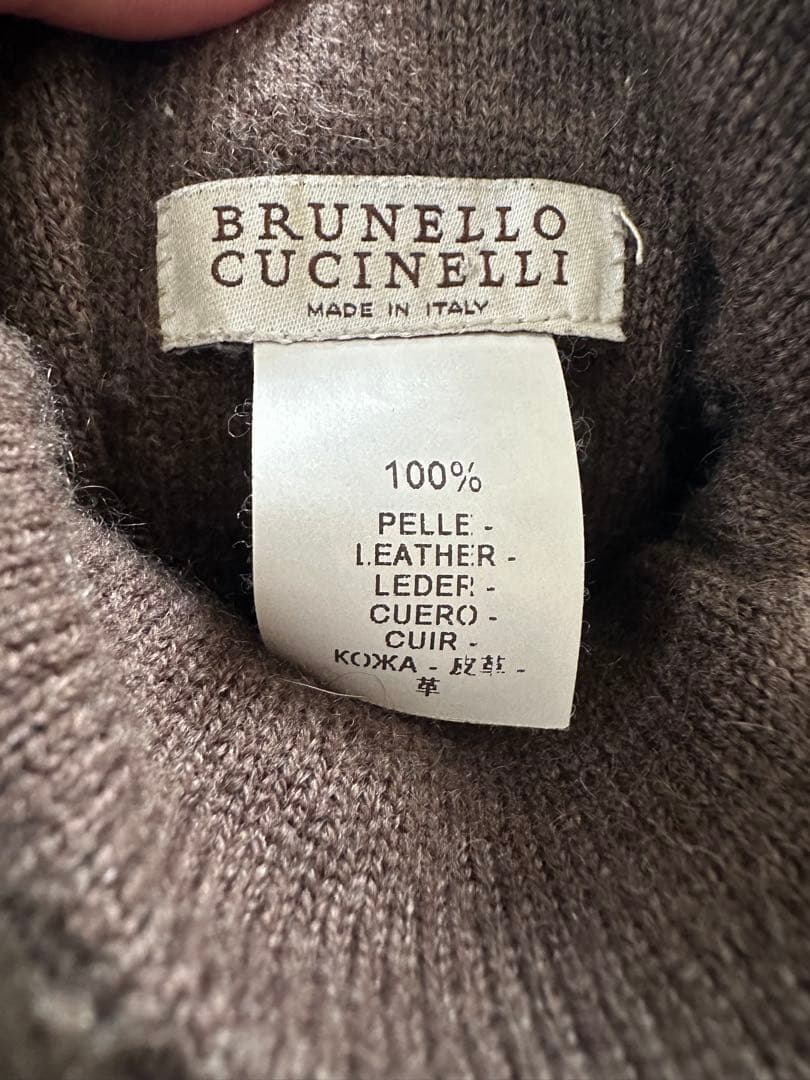 BRUNELLO
CUCINELLI
MADE IN ITALY
100%
PELLE -
LEATHER -
LEDER -
CUERO -
CUIR -
КОЖА - 皮革 -
革